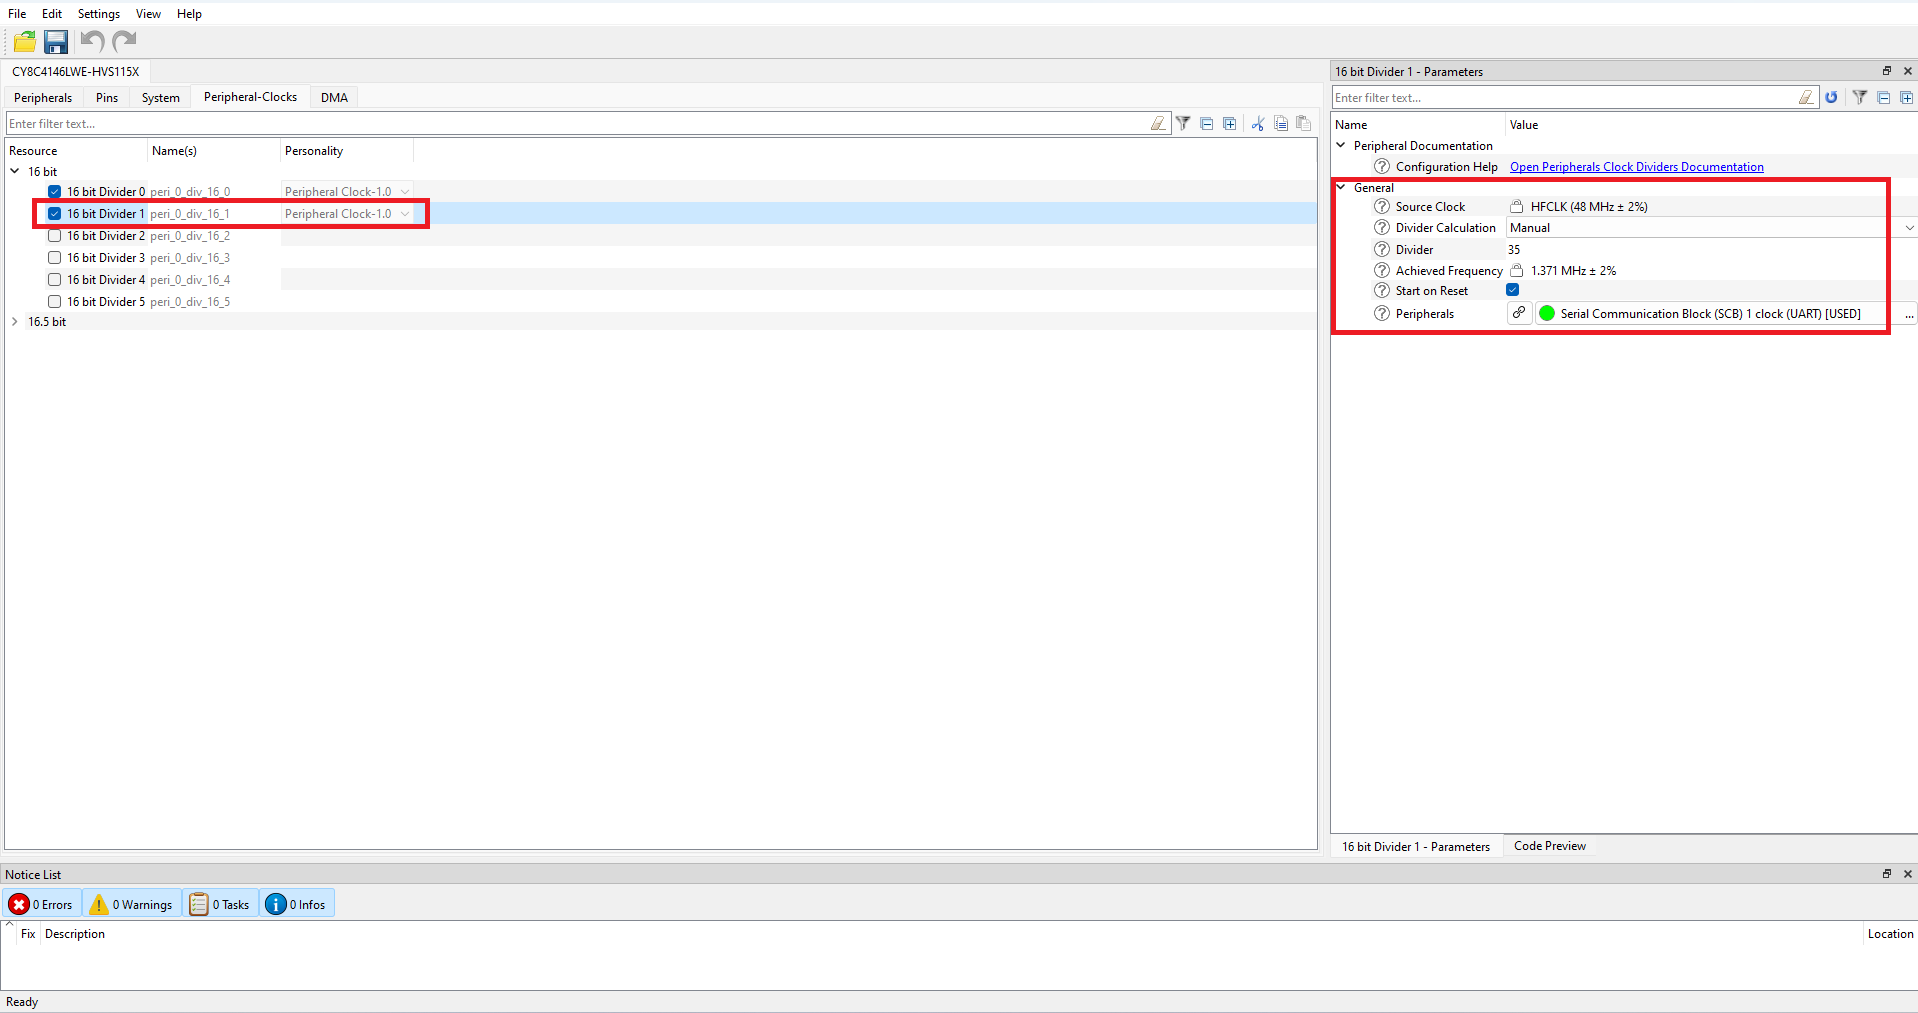 File Edit Settings View Help
CY8C4146LWE-HVS115X
Peripherals Pins System Peripheral-Clocks DMA
Enter filter text...
Resource Name(s) Personality
16 bit
16 bit Divider 0 peri_0_div_16_0 Peripheral Clock-1.0
16 bit Divider 1 peri_0_div_16_1 Peripheral Clock-1.0
16 bit Divider 2 peri_0_div_16_2
16 bit Divider 3 peri_0_div_16_3
16 bit Divider 4 peri_0_div_16_4
16 bit Divider 5 peri_0_div_16_5
16.5 bit
16 bit Divider 1 - Parameters
Enter filter text...
Name Value
Peripheral Documentation
Configuration Help Open Peripherals Clock Dividers Documentation
General
Source Clock HFCLK (48 MHz ± 2%)
Divider Calculation Manual
Divider 35
Achieved Frequency 1.371 MHz ± 2%
Start on Reset
Peripherals Serial Communication Block (SCB) 1 clock (UART) [USED] ...
16 bit Divider 1 - Parameters Code Preview
Notice List
0 Errors 0 Warnings 0 Tasks 0 Infos
Fix Description Location
Ready